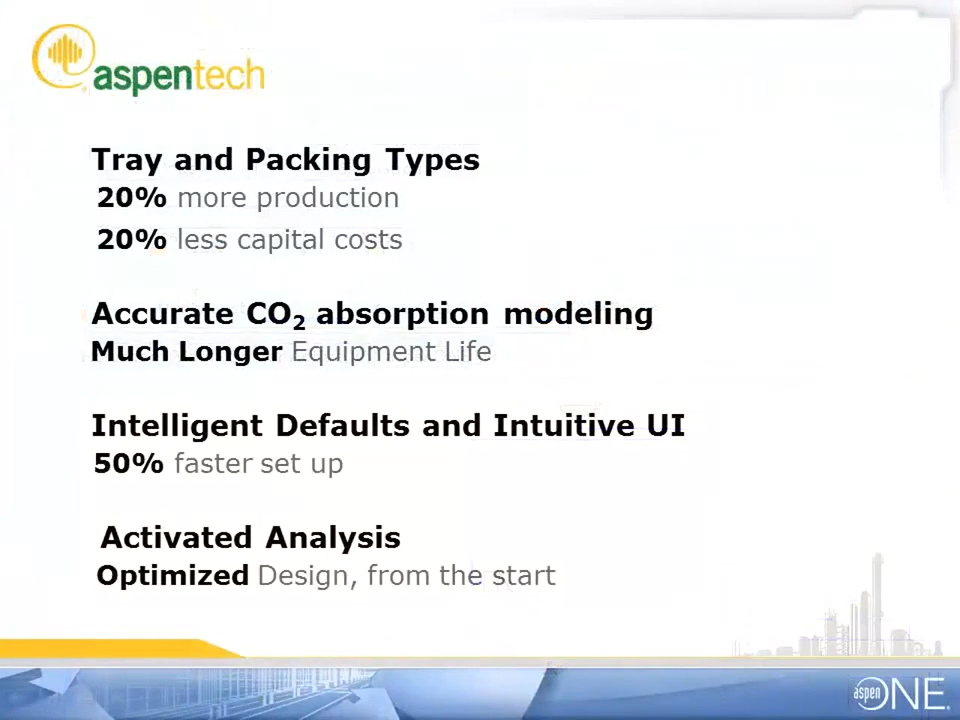 aspentech
Tray and Packing Types
20% more production
20% less capital costs
Accurate CO₂ absorption modeling
Much Longer Equipment Life
Intelligent Defaults and Intuitive UI
50% faster set up
Activated Analysis
Optimized Design, from the start
aspen ONE